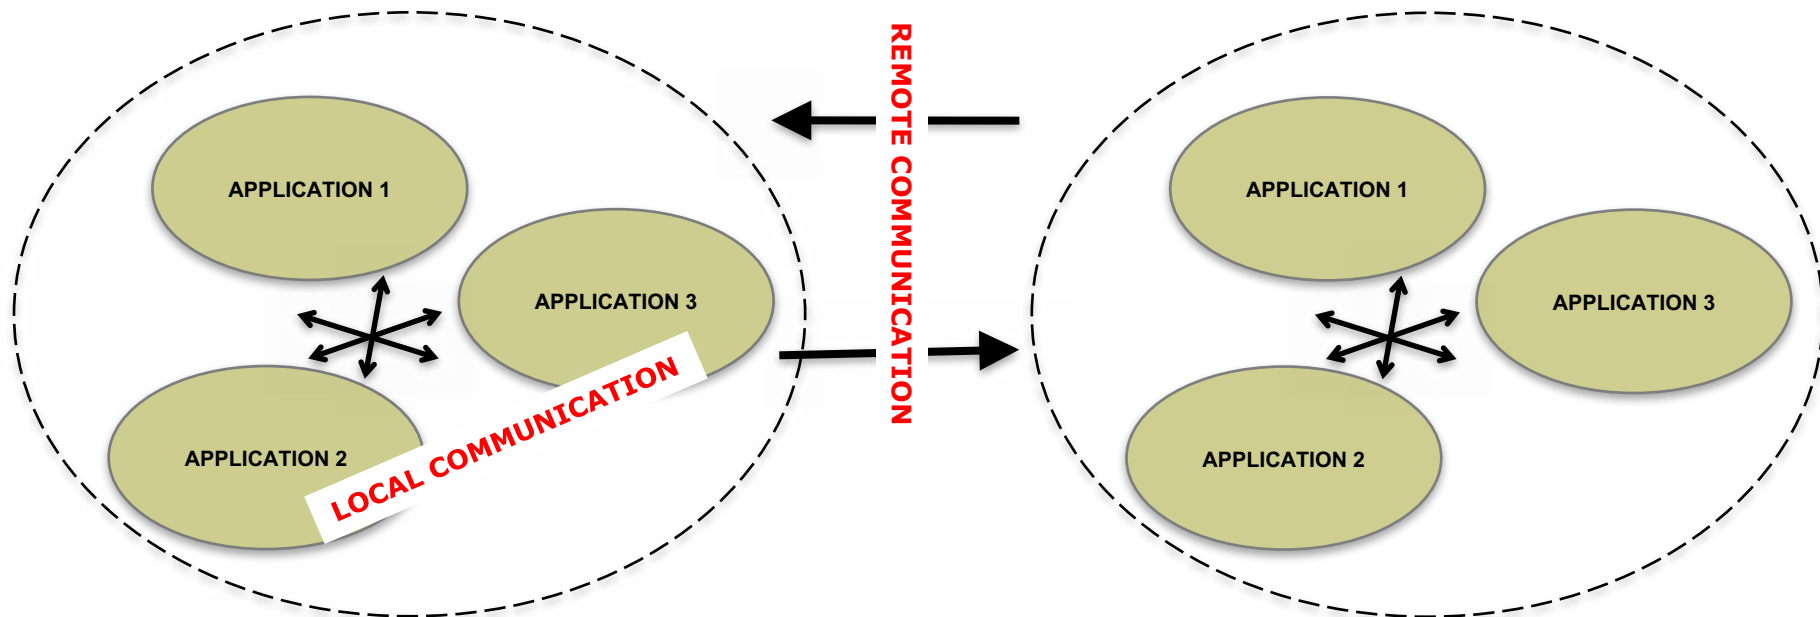 APPLICATION 1
APPLICATION 3
APPLICATION 2
LOCAL COMMUNICATION
REMOTE COMMUNICATION
APPLICATION 1
APPLICATION 3
APPLICATION 2